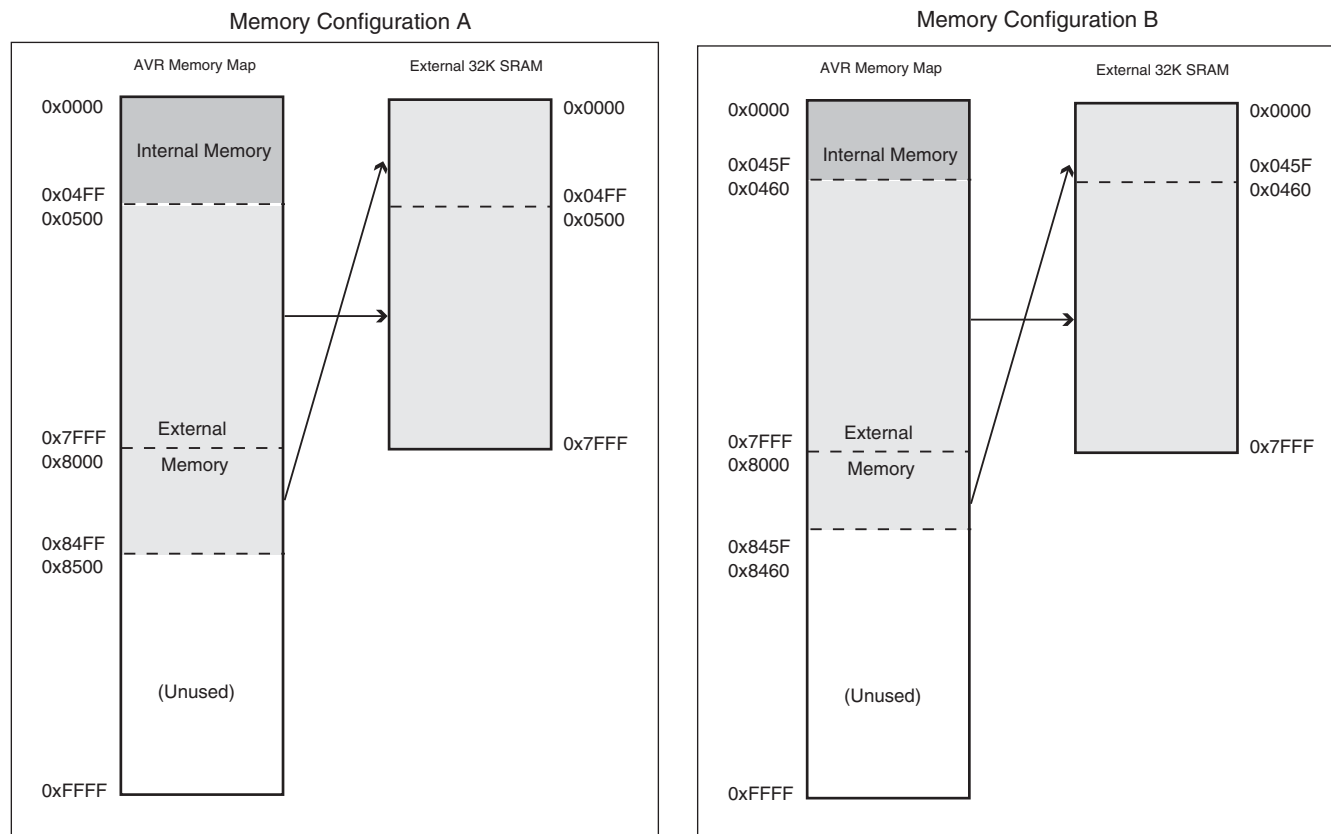 Memory Configuration A
AVR Memory Map
External 32K SRAM
0x0000
Internal Memory
0x04FF
0x0500
External
0x7FFF
0x8000
Memory
0x84FF
0x8500
(Unused)
0xFFFF
0x0000
0x04FF
0x0500
0x7FFF
Memory Configuration B
AVR Memory Map
External 32K SRAM
0x0000
Internal Memory
0x045F
0x0460
External
0x7FFF
0x8000
Memory
0x845F
0x8460
(Unused)
0xFFFF
0x0000
0x045F
0x0460
0x7FFF